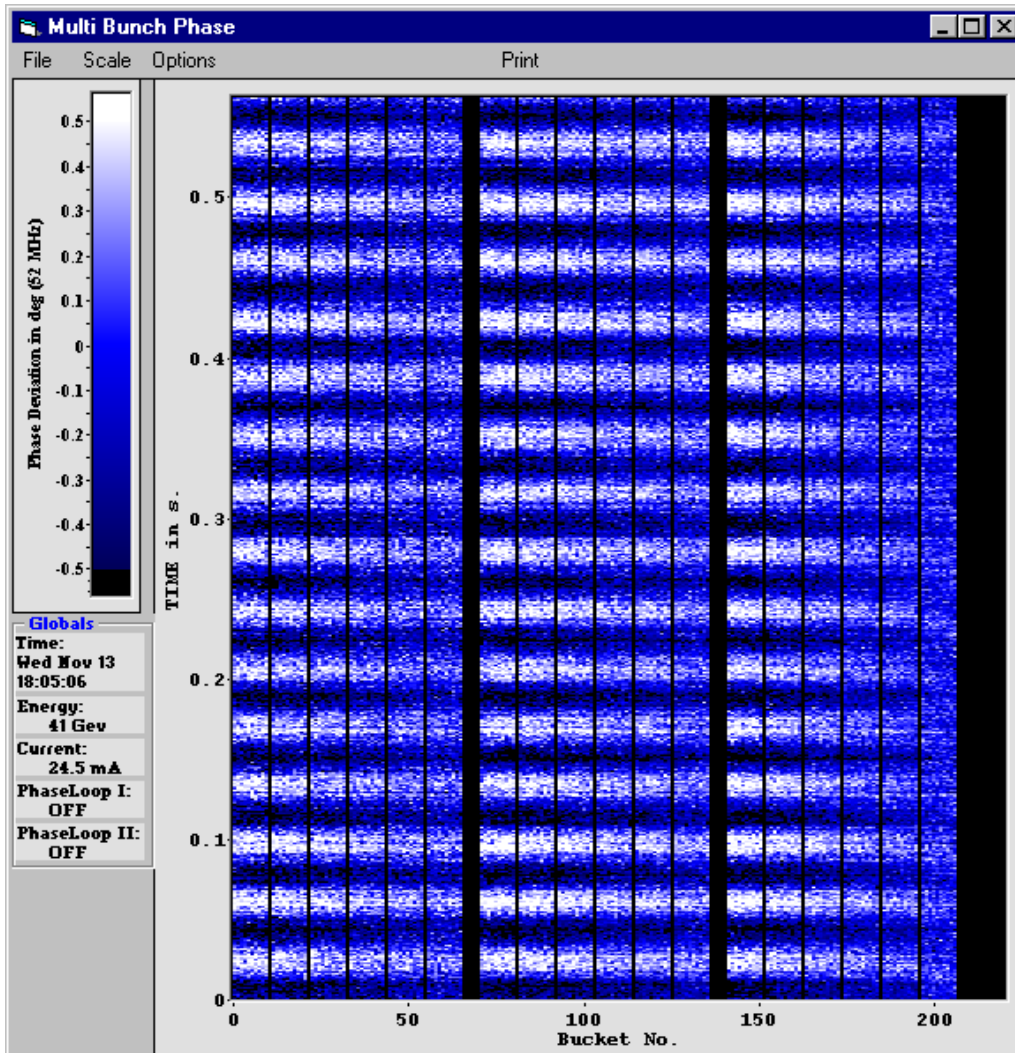 Multi Bunch Phase
File Scale Options Print
Phase Deviation in deg (52 MHz)
0.5
0.3
0.2
0.1
0
-0.1
-0.2
-0.3
-0.4
-0.5
Globals
Time:
Wed Nov 13
18:05:06
Energy:
41 Gev
Current:
24.5 mA
PhaseLoop I:
OFF
PhaseLoop II:
OFF
TIME in s.
0.5
0.4
0.3
0.2
0.1
0
0 50 100 150 200
Bucket No.